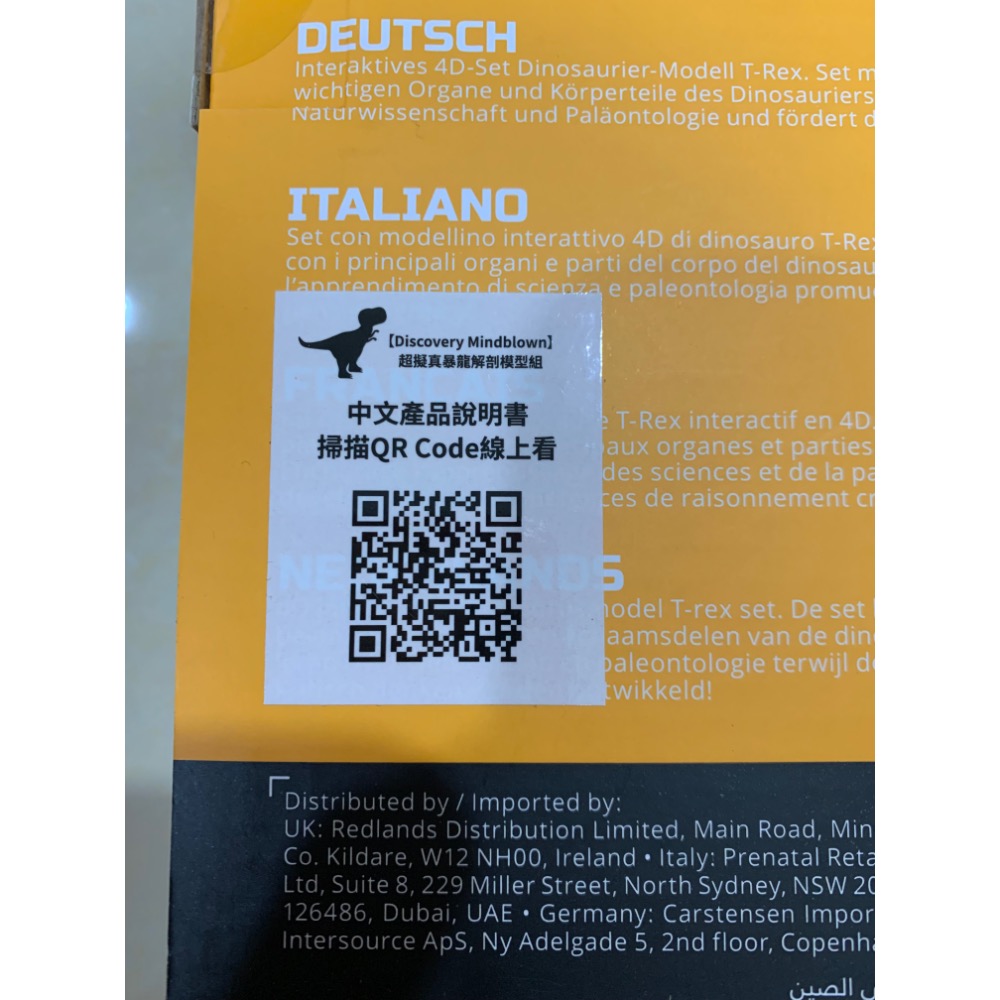 DEUTSCH
Interaktives 4D-Set Dinosaurier-Modell T-Rex. Set m
wichtigen Organe und Körperteile des Dinosauriers
Naturwissenschaft und Paläontologie und fördert d
ITALIANO
Set con modellino interattivo 4D di dinosauro T-Rex
con i principali organi e parti del corpo del dinosau
l'apprendimento di scienza e paleontologia promu
【Discovery Mindblown】
超擬真暴龍解剖模型組
中文產品說明書
掃描QR Code線上看
FRANÇAIS
e T-Rex interactif en 4D.
paux organes et parties
des sciences et de la pa
ces de raisonnement cr
NE NDS
model T-rex set. De set
aamsdelen van de din
paleontologie terwijl d
twikkeld!
Distributed by / Imported by:
UK: Redlands Distribution Limited, Main Road, Min
Co. Kildare, W12 NH00, Ireland • Italy: Prenatal Reta
Ltd, Suite 8, 229 Miller Street, North Sydney, NSW 20
126486, Dubai, UAE • Germany: Carstensen Impor
Intersource ApS, Ny Adelgade 5, 2nd floor, Copenha
الصين